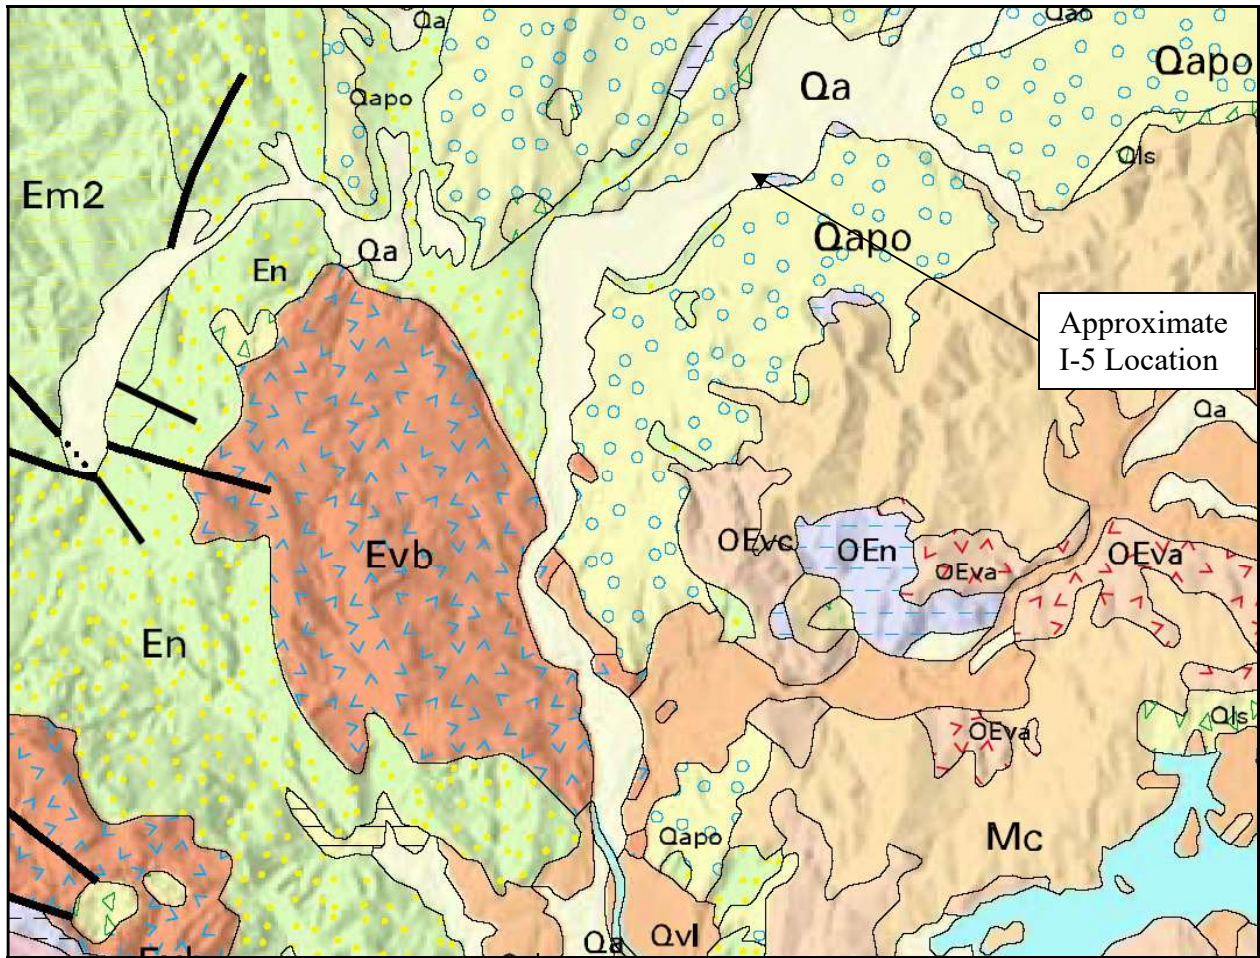 Qa
Qao
Qapo
Qa
Qapo
Qls
Em2
Qapo
Qa
En
Approximate
I-5 Location
Qa
Evb
OEvc
OEn
OEva
OEva
En
Qls
OEva
Qapo
Mc
Qa
Qvl